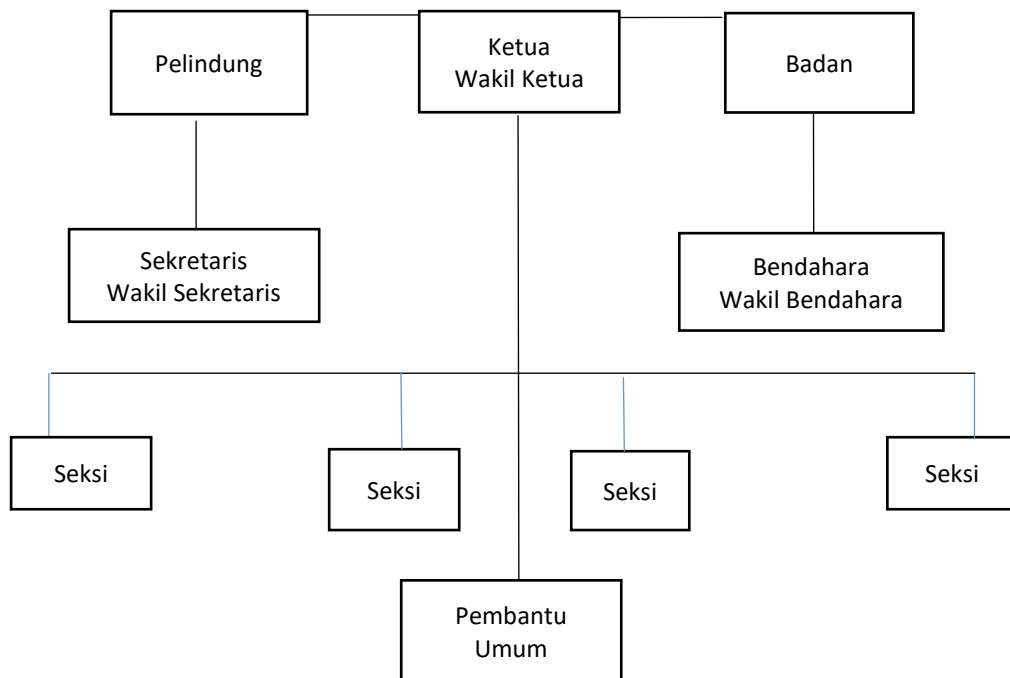 Pelindung
Ketua
Wakil Ketua
Badan
Sekretaris
Wakil Sekretaris
Bendahara
Wakil Bendahara
Seksi
Seksi
Seksi
Seksi
Pembantu
Umum